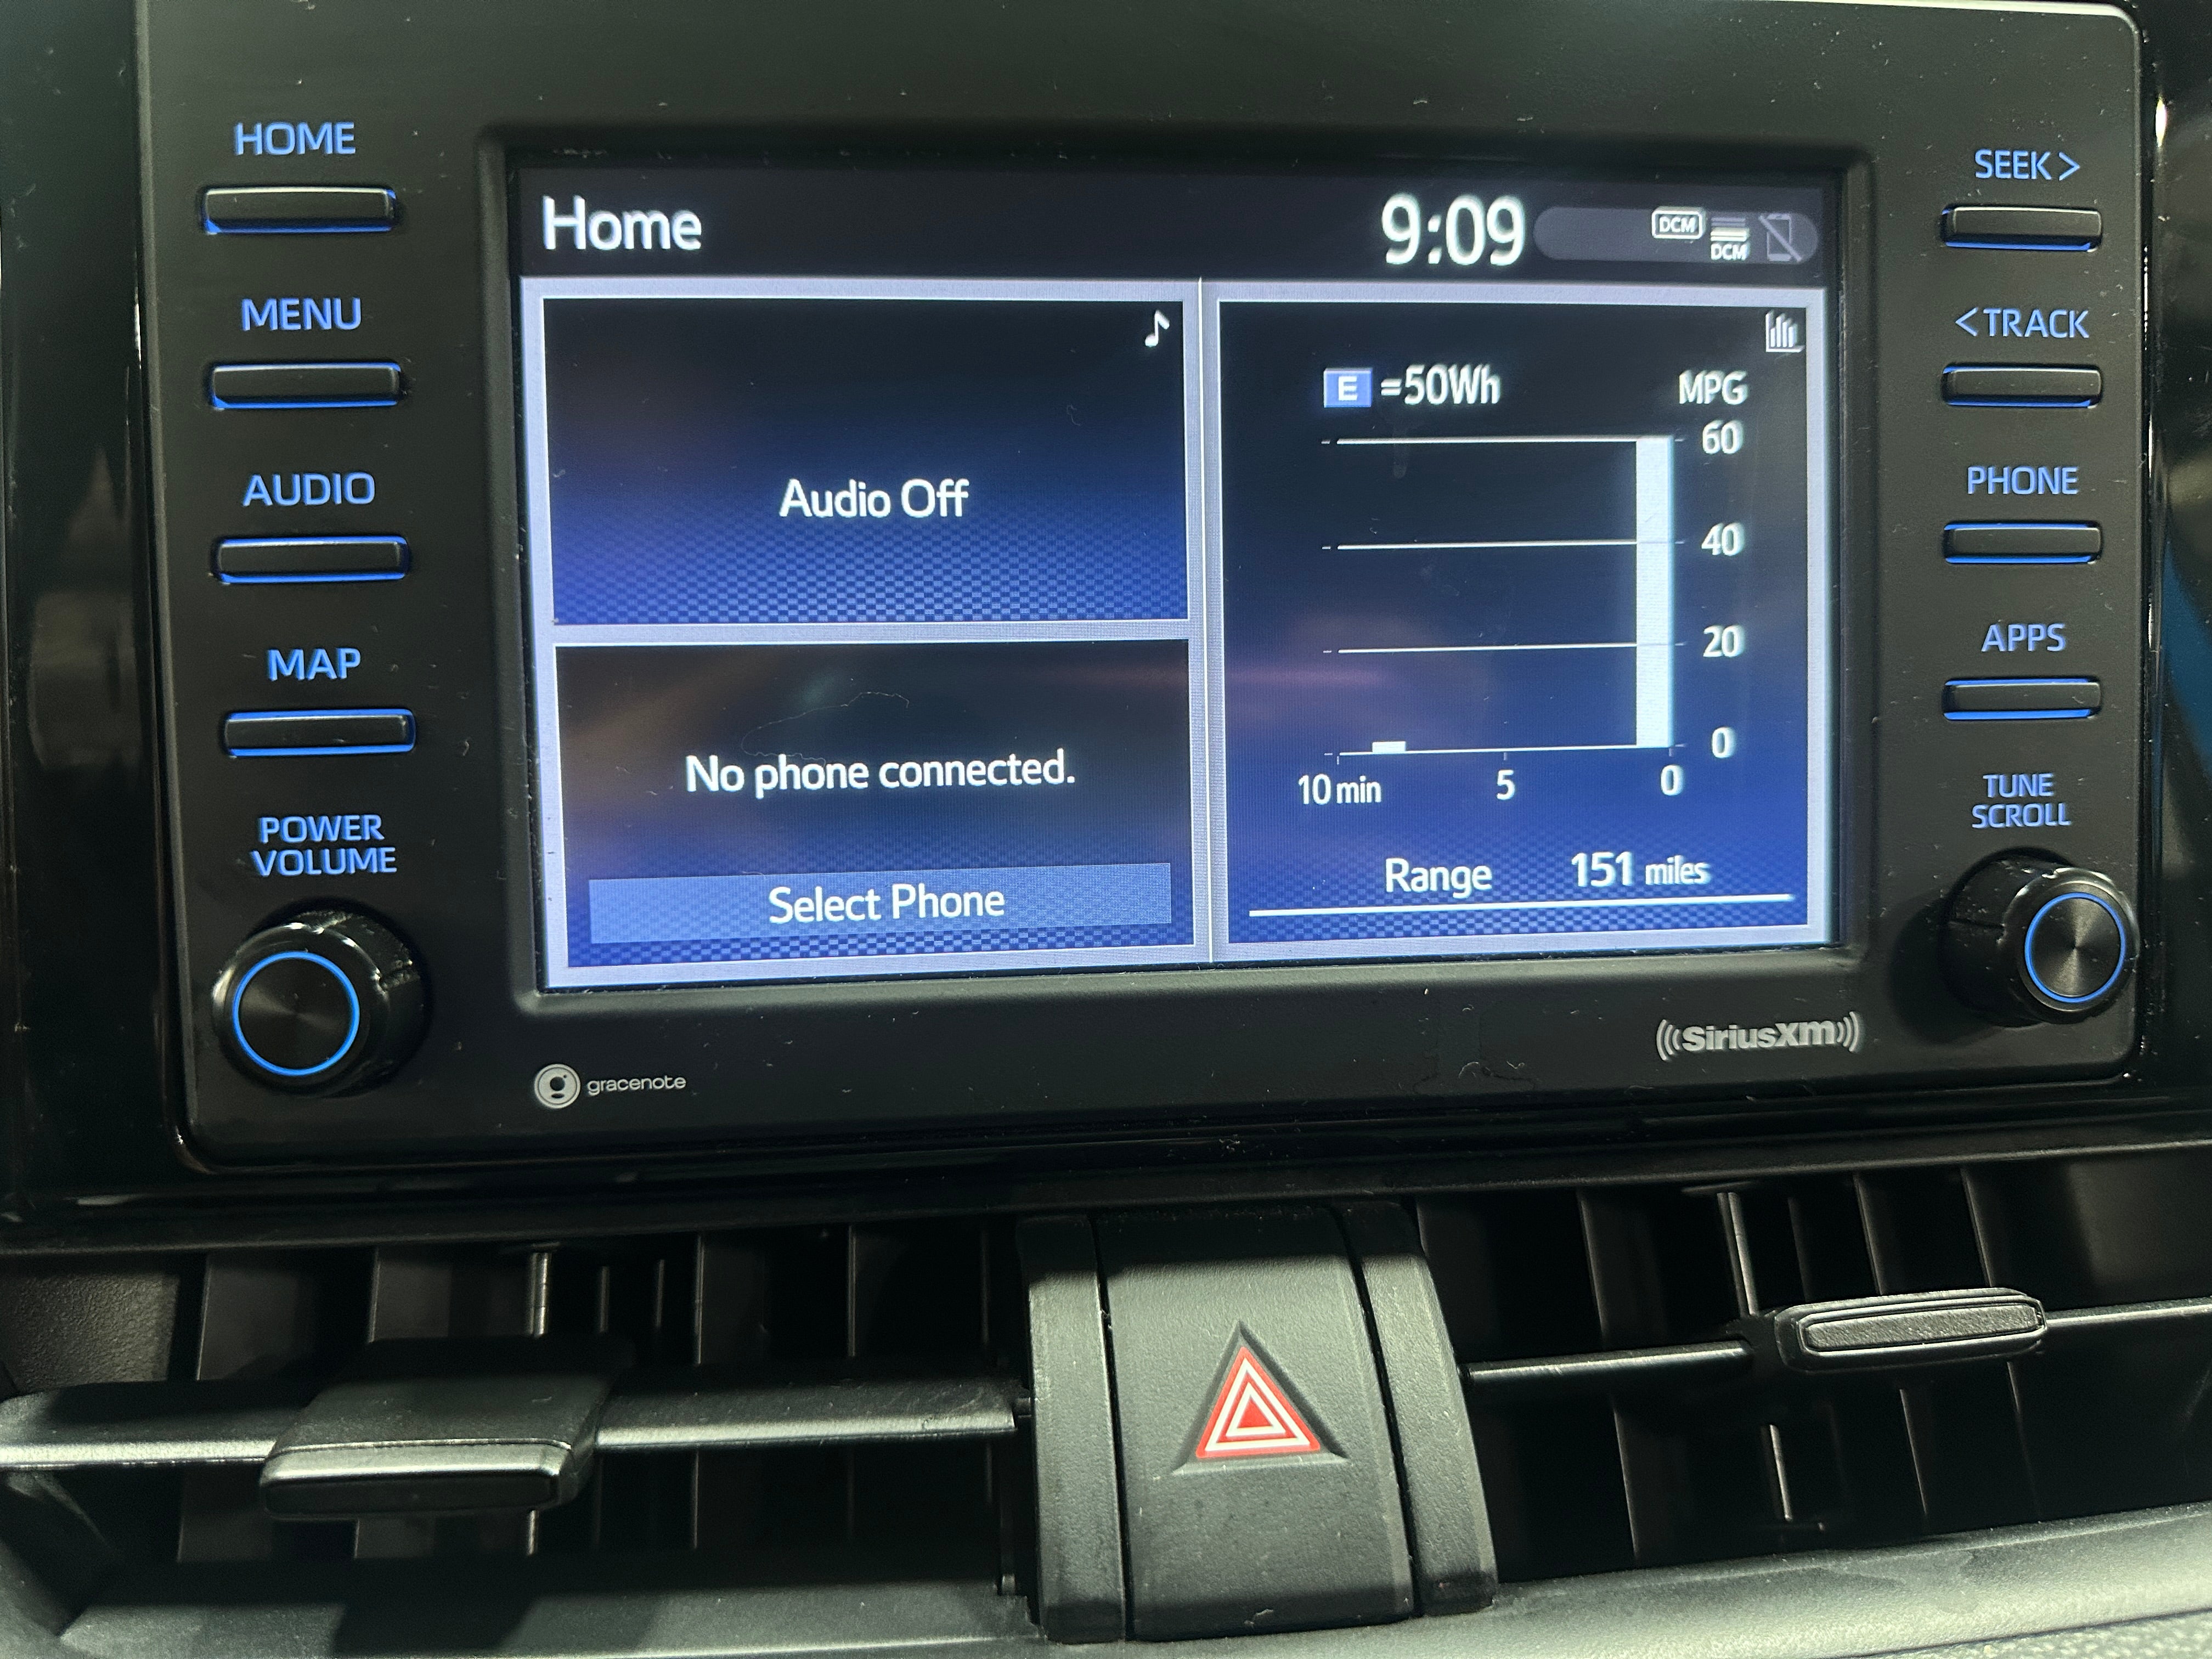 HOME
MENU
AUDIO
MAP
POWER
VOLUME
Home
9:09
DCM
DCM
Audio Off
No phone connected.
Select Phone
E =50Wh
MPG
60
40
20
0
10 min 5 0
Range 151 miles
SEEK >
< TRACK
PHONE
APPS
TUNE
SCROLL
gracenote
((SiriusXM))